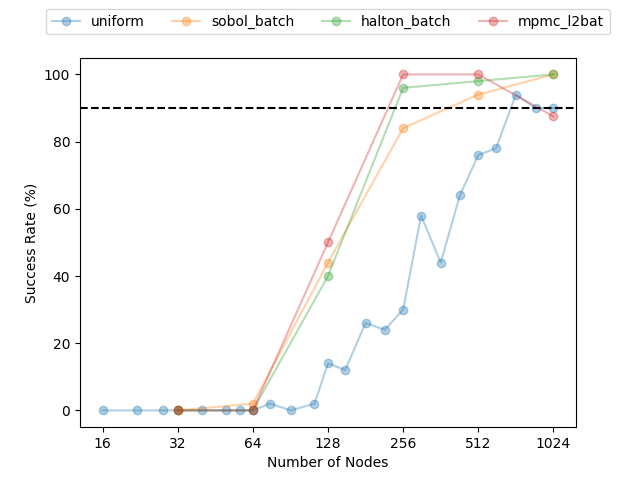 uniform sobol_batch halton_batch mpmc_l2bat
100
80
60
40
20
0
Success Rate (%)
16 32 64 128 256 512 1024
Number of Nodes